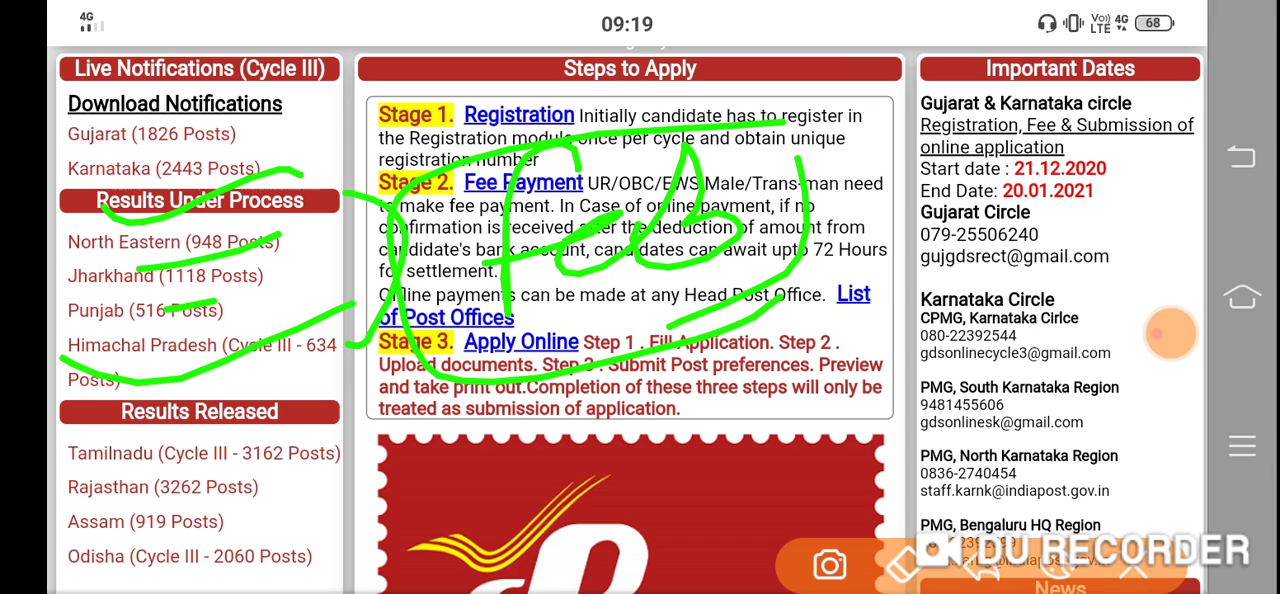 4G
09:19
Vo)) LTE 4G 68
Live Notifications (Cycle III)
Download Notifications
Gujarat (1826 Posts)
Karnataka (2443 Posts)
Results Under Process
North Eastern (948 Posts)
Jharkhand (1118 Posts)
Punjab (516 Posts)
Himachal Pradesh (Cycle III - 634
Posts)
Results Released
Tamilnadu (Cycle III - 3162 Posts)
Rajasthan (3262 Posts)
Assam (919 Posts)
Odisha (Cycle III - 2060 Posts)
Steps to Apply
Stage 1. Registration Initially candidate has to register in
the Registration module once per cycle and obtain unique
registration number
Stage 2. Fee Payment UR/OBC/EWS Male/Trans-man need
to make fee payment. In Case of online payment, if no
confirmation is received after the deduction of amount from
candidate's bank account, candidates can await upto 72 Hours
for settlement.
Online payments can be made at any Head Post Office. List
of Post Offices
Stage 3. Apply Online Step 1 . Fill Application. Step 2 .
Upload documents. Step 3 . Submit Post preferences. Preview
and take print out.Completion of these three steps will only be
treated as submission of application.
Feb
Important Dates
Gujarat & Karnataka circle
Registration, Fee & Submission of
online application
Start date : 21.12.2020
End Date: 20.01.2021
Gujarat Circle
079-25506240
gujgdsrect@gmail.com
Karnataka Circle
CPMG, Karnataka Cirlce
080-22392544
gdsonlinecycle3@gmail.com
PMG, South Karnataka Region
9481455606
gdsonlinesk@gmail.com
PMG, North Karnataka Region
0836-2740454
staff.karnk@indiapost.gov.in
PMG, Bengaluru HQ Region
DU RECORDER
News